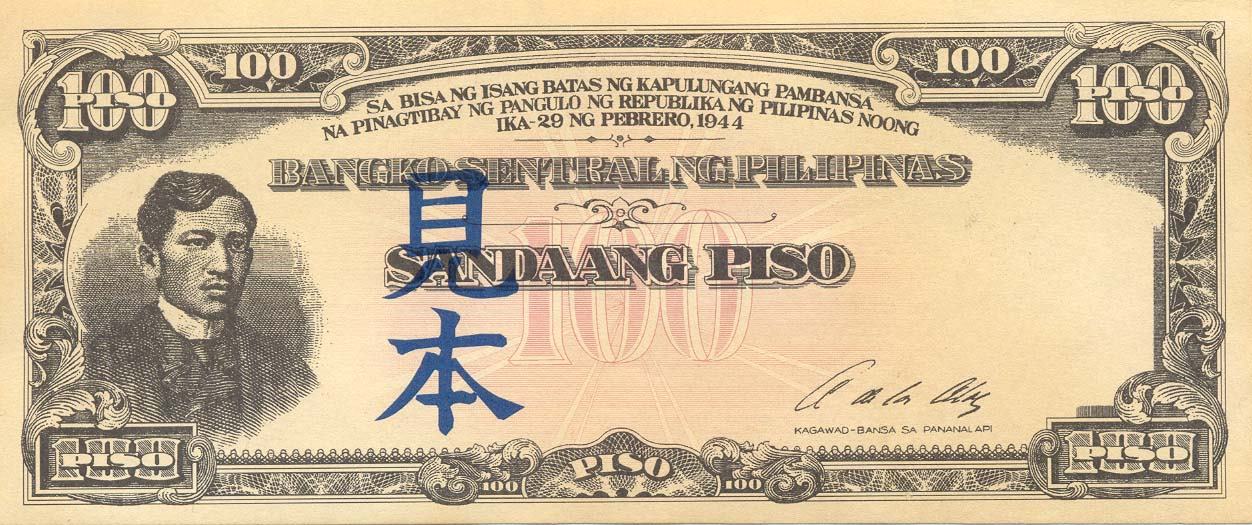 100 PISO
100
100
100 PISO
SA BISA NG ISANG BATAS NG KAPULUNGANG PAMBANSA
NA PINAGTIBAY NG PANGULO NG REPUBLIKA NG PILIPINAS NOONG
IKA-29 NG PEBRERO, 1944
BANGKO SENTRAL NG PILIPINAS
100
SANDAANG PISO
見本
KAGAWAD-BANSA SA PANANALAPI
100 PISO
100
PISO
100
100 PISO